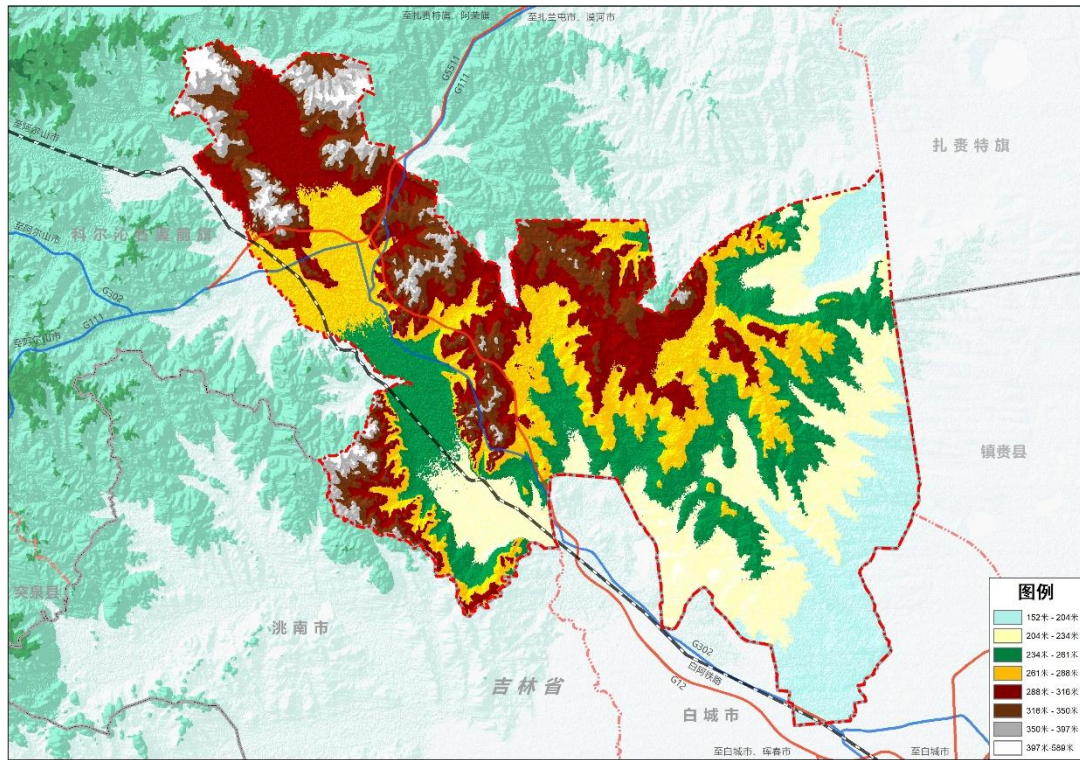 至扎赉特旗、阿荣旗
至扎兰屯市、漠河市
G5511
G111
至阿尔山市
扎赉特旗
至阿尔山市
科尔沁右翼前旗
G302
G111
至阿尔山市
镇赉县
突泉县
洮南市
吉林省
G302
白阿铁路
G12
白城市
至白城市、珲春市
至白城市
图例
152米 - 204米
204米 - 234米
234米 - 261米
261米 - 288米
288米 - 316米
316米 - 350米
350米 - 397米
397米-589米